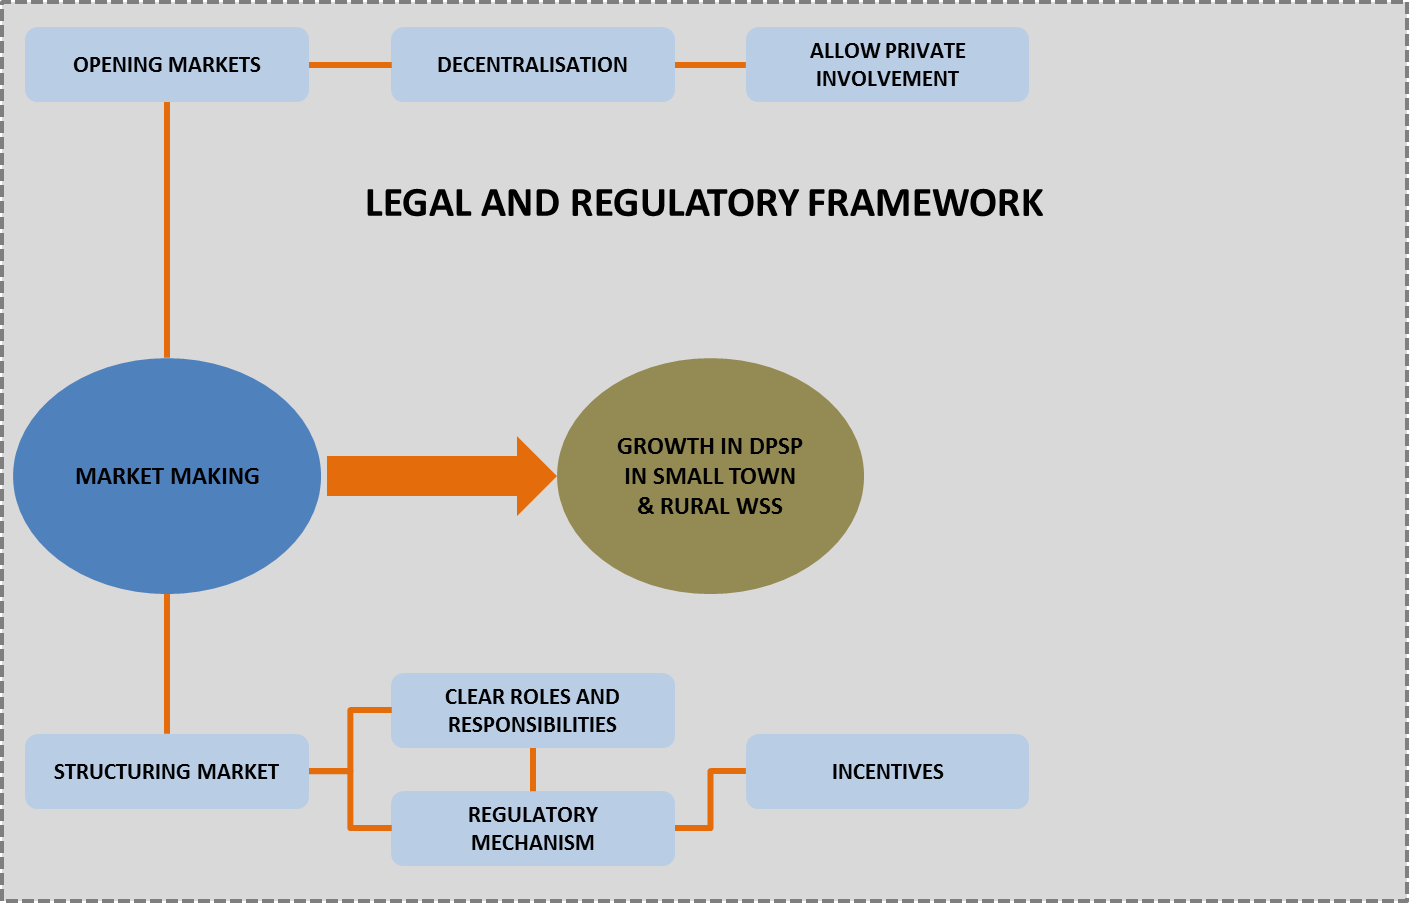 OPENING MARKETS
DECENTRALISATION
ALLOW PRIVATE
INVOLVEMENT
LEGAL AND REGULATORY FRAMEWORK
MARKET MAKING
GROWTH IN DPSP
IN SMALL TOWN
& RURAL WSS
STRUCTURING MARKET
CLEAR ROLES AND
RESPONSIBILITIES
REGULATORY
MECHANISM
INCENTIVES